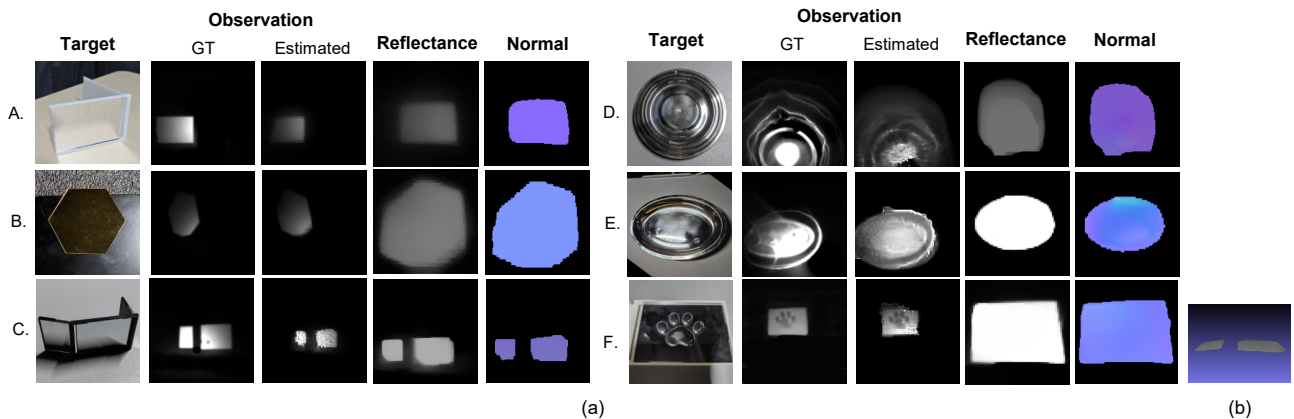 Observation
Target GT Estimated Reflectance Normal
A.
B.
C.
Observation
Target GT Estimated Reflectance Normal
D.
E.
F.
(a)
(b)